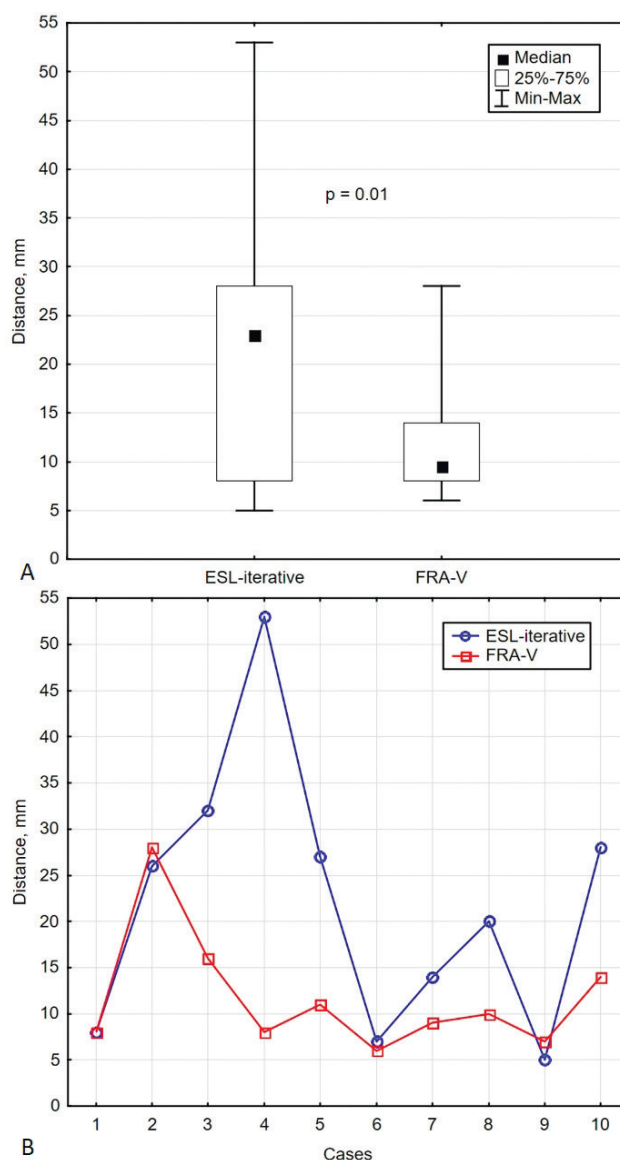 55
50
45
40
35
30
25
20
15
10
5
0
Distance, mm
Median
25%-75%
Min-Max
p = 0.01
A
ESL-iterative FRA-V
55
50
45
40
35
30
25
20
15
10
5
0
Distance, mm
ESL-iterative
FRA-V
1 2 3 4 5 6 7 8 9 10
B
Cases